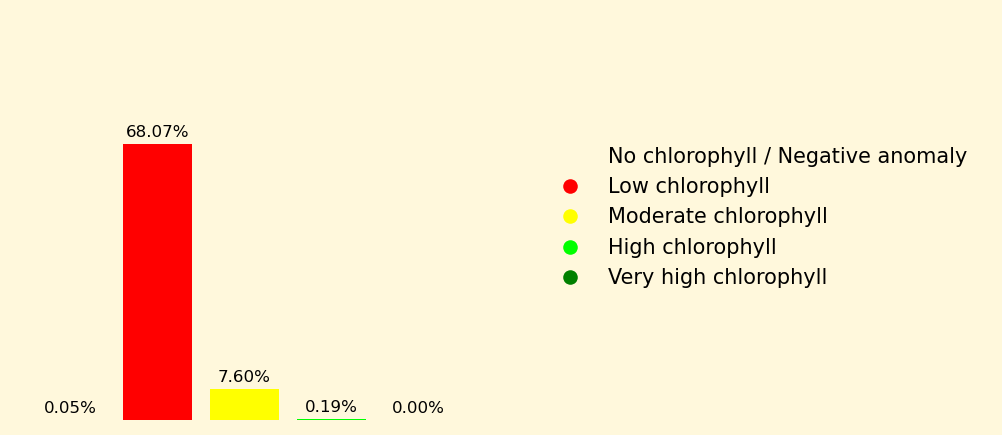 68.07%
7.60%
0.05%
0.19%
0.00%
No chlorophyll / Negative anomaly
Low chlorophyll
Moderate chlorophyll
High chlorophyll
Very high chlorophyll